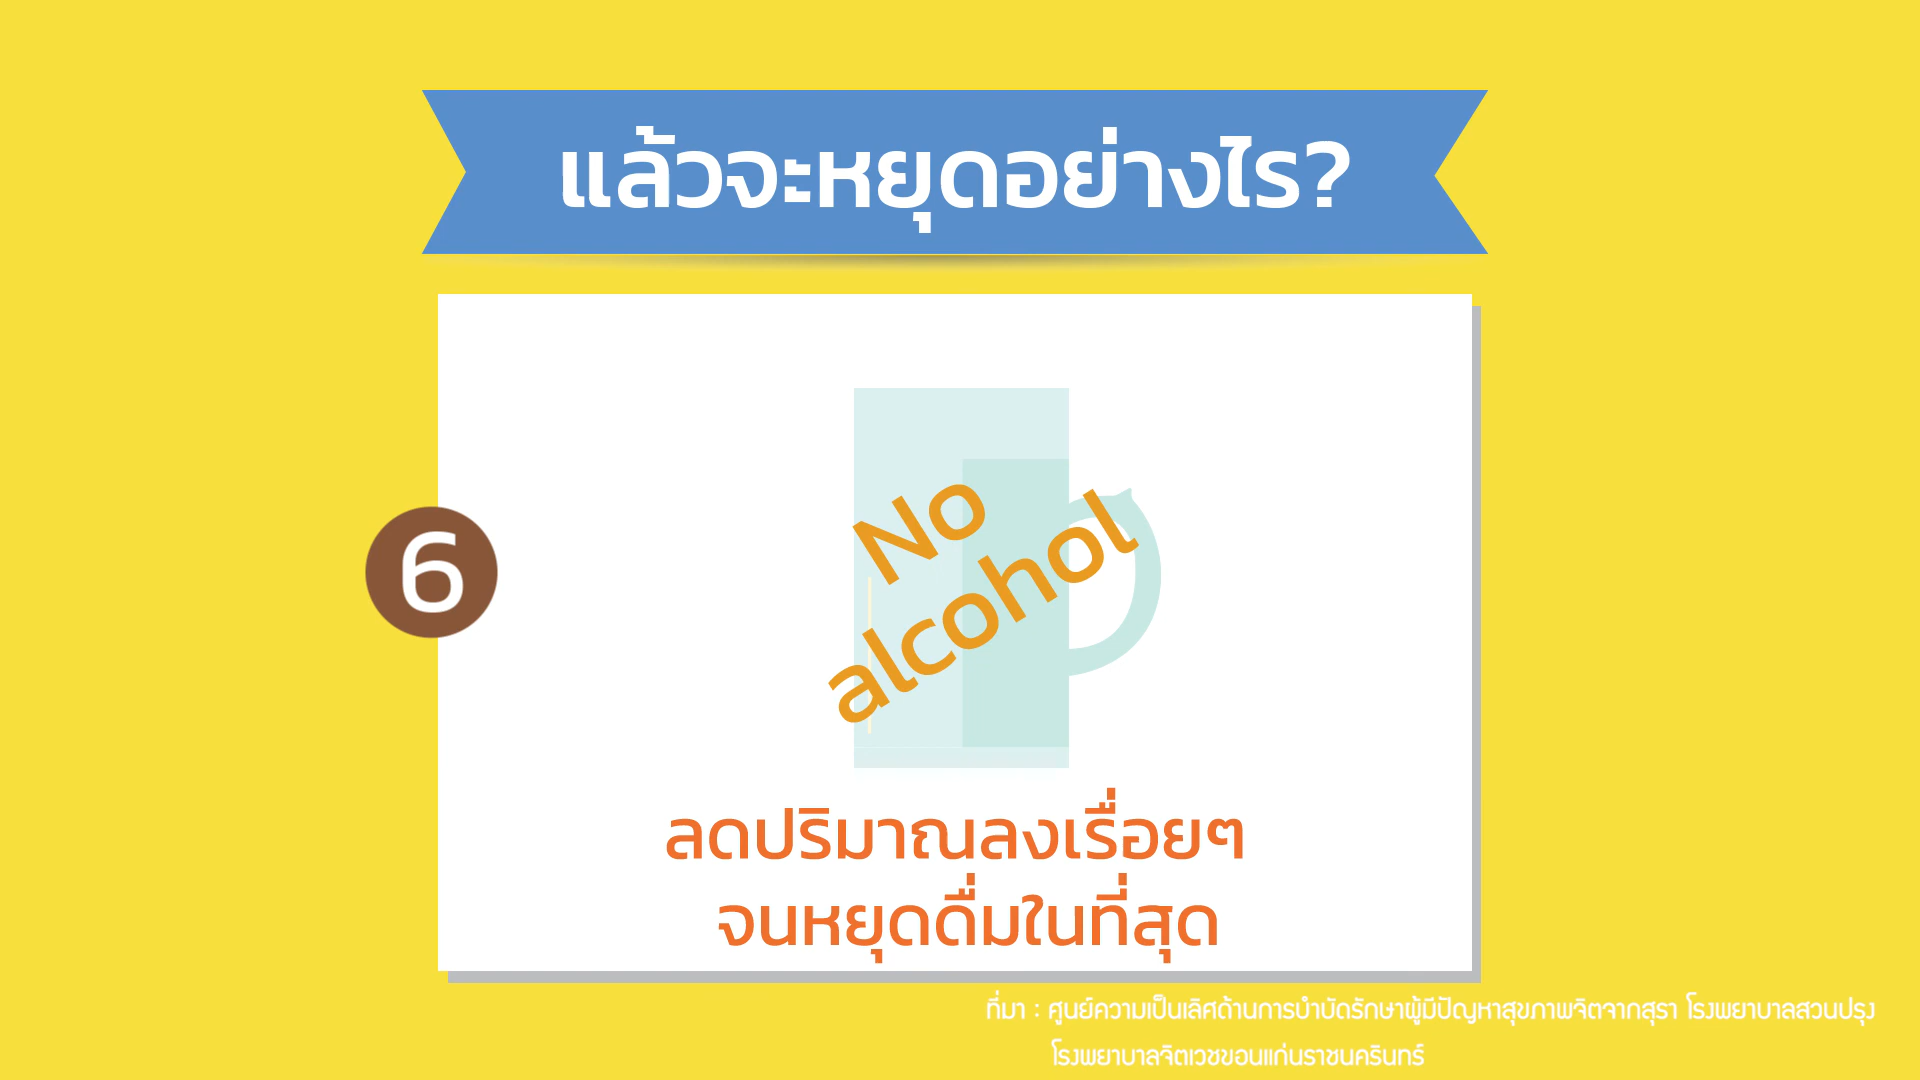 แล้วจะหยุดอย่างไร?
6
No
alcohol
ลดปริมาณลงเรื่อยๆ
จนหยุดดื่มในที่สุด
ที่มา : ศูนย์ความเป็นเลิศด้านการบำบัดรักษาผู้มีปัญหาสุขภาพจิตจากสุรา โรงพยาบาลสวนปรุง
โรงพยาบาลจิตเวชขอนแก่นราชนครินทร์